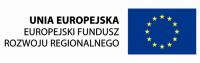 UNIA EUROPEJSKA
EUROPEJSKI FUNDUSZ
ROZWOJU REGIONALNEGO